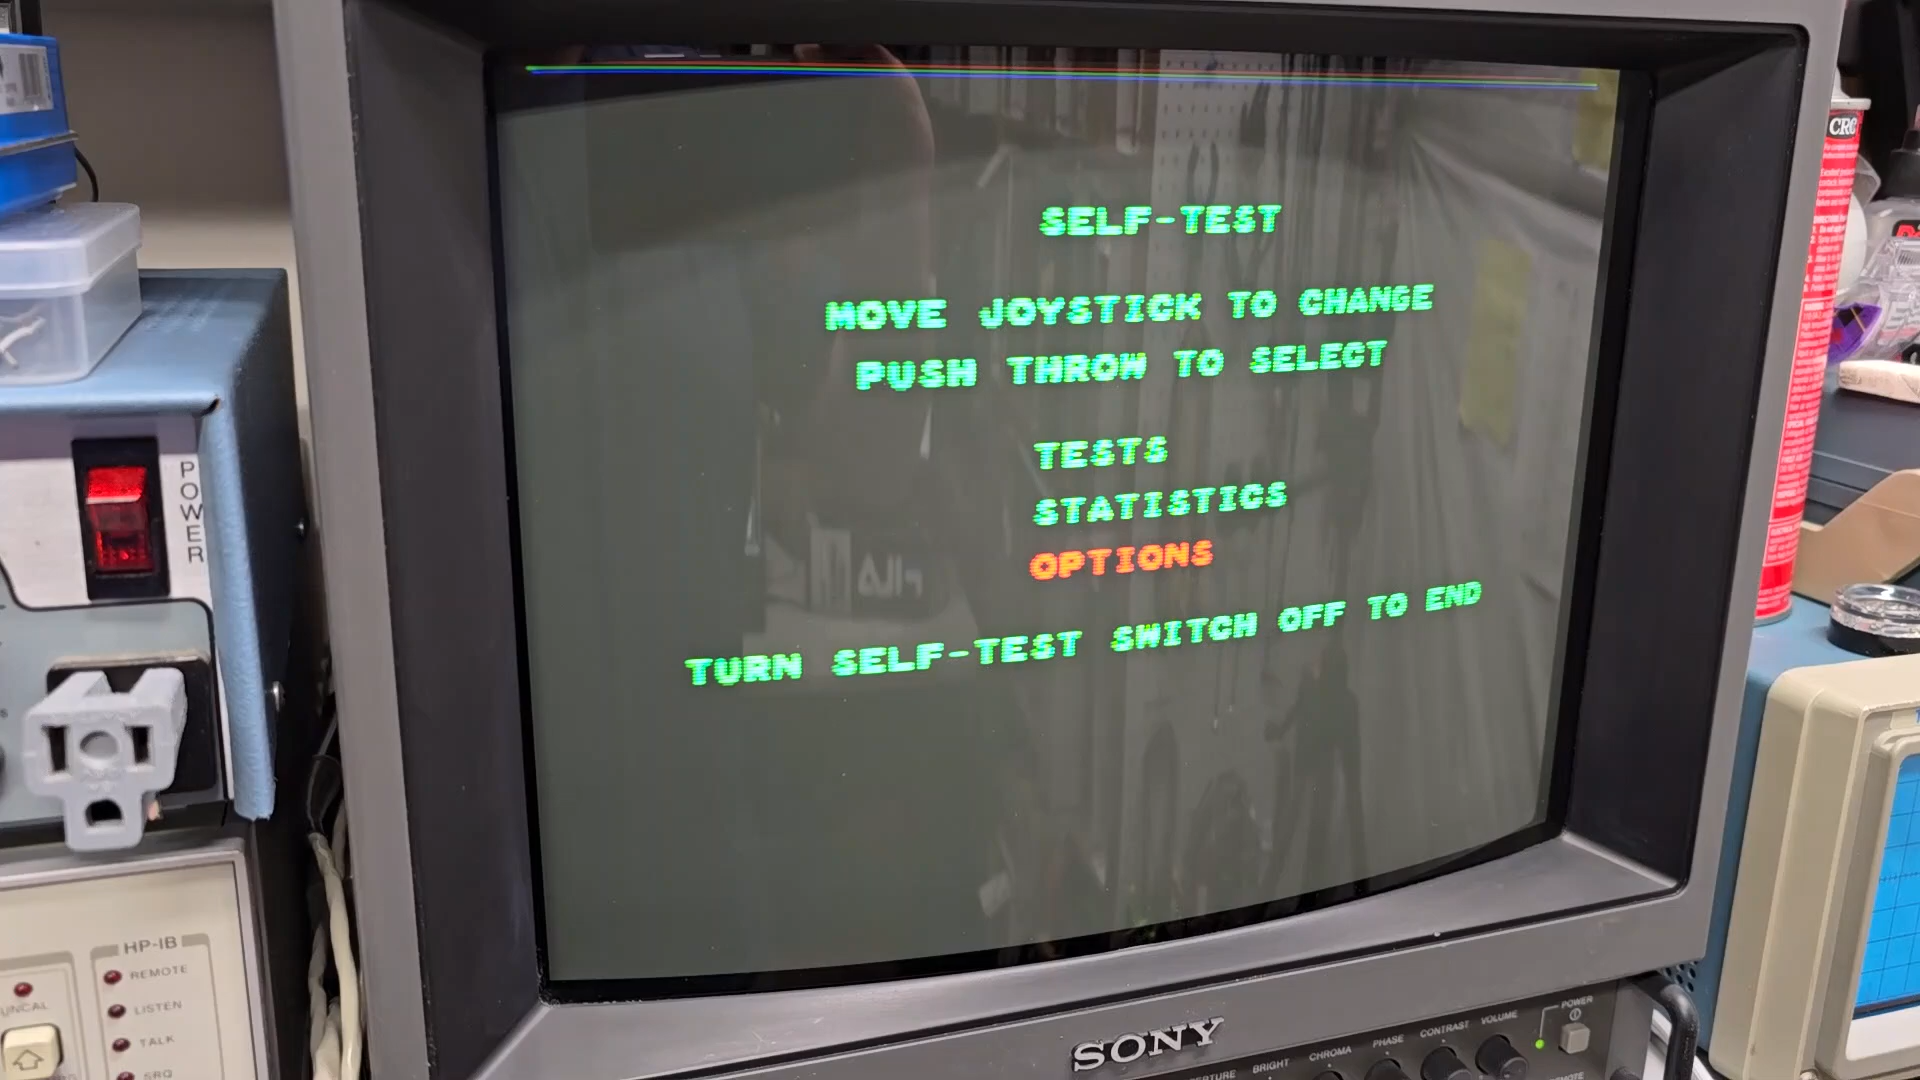 SELF-TEST
MOVE JOYSTICK TO CHANGE
PUSH THROW TO SELECT
TESTS
STATISTICS
OPTIONS
TURN SELF-TEST SWITCH OFF TO END
POWER
HP-IB
REMOTE
LISTEN
TALK
SRQ
UNCAL
SONY
BRIGHT
CHROMA
PHASE
CONTRAST
VOLUME
POWER
CRC